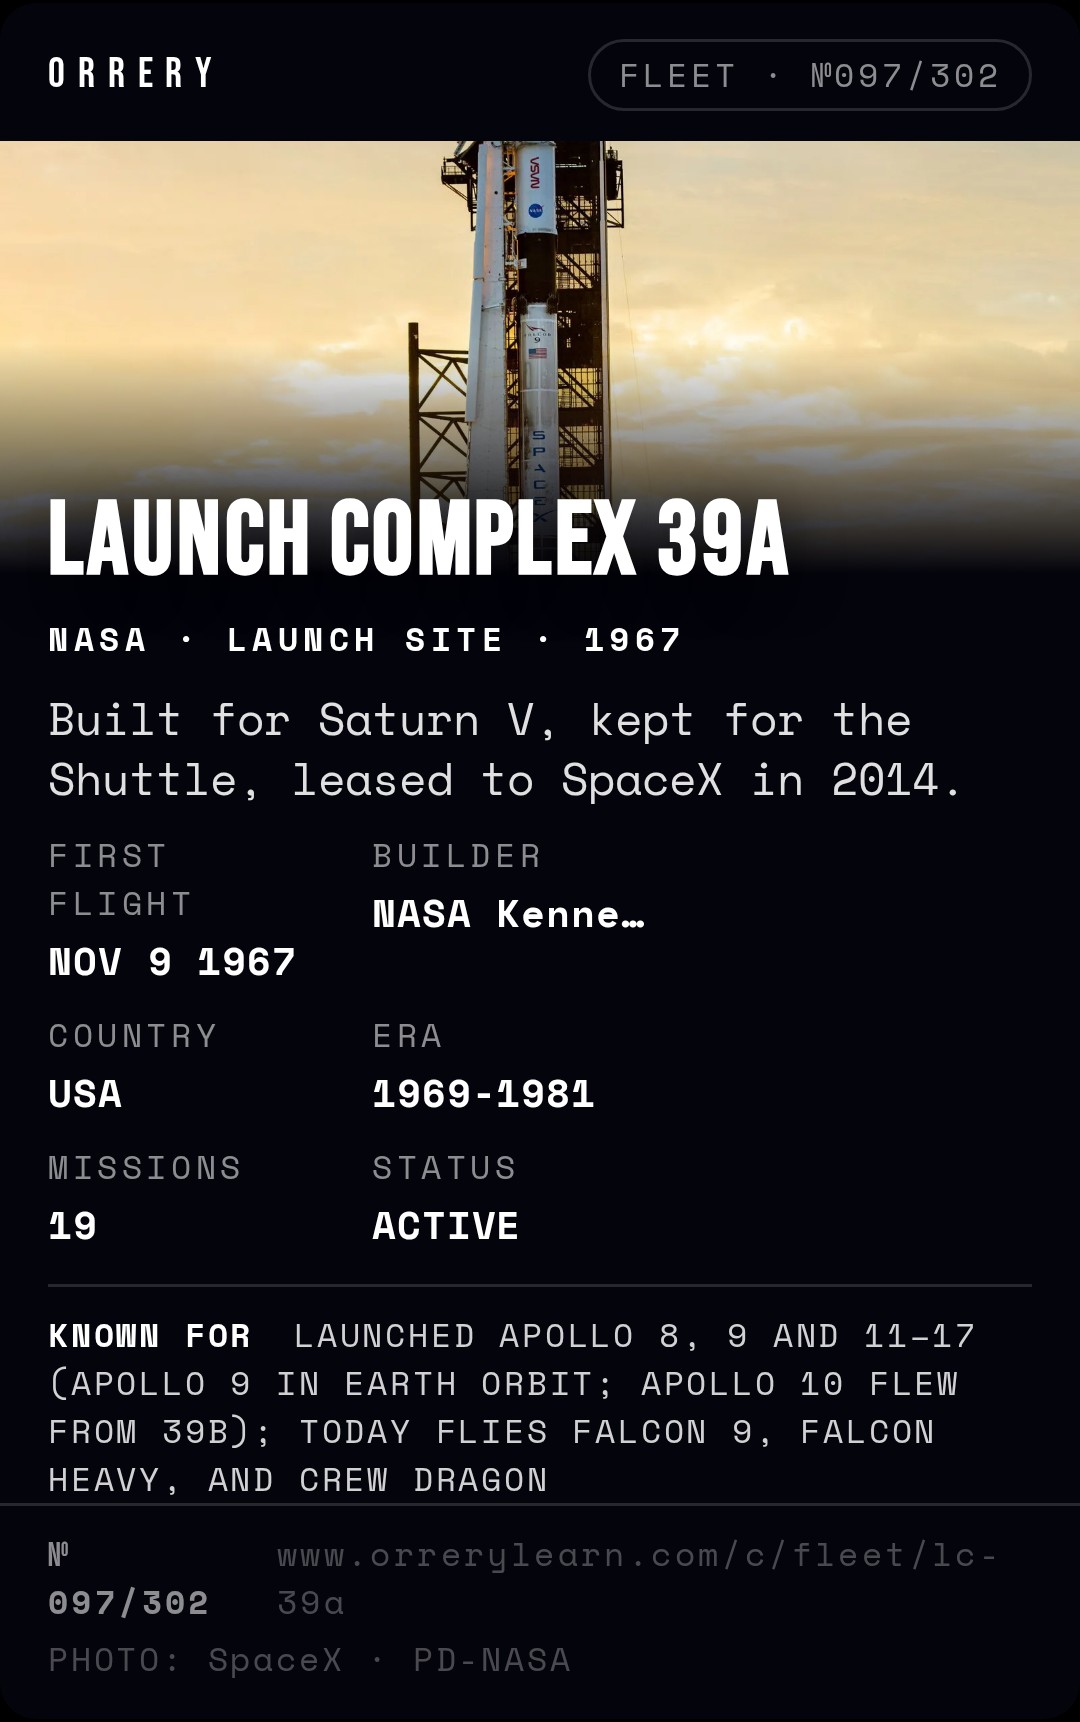 ORRERY
FLEET · №097/302
NASA
NASA
FALCON
9
SPACEX
LAUNCH COMPLEX 39A
NASA · LAUNCH SITE · 1967
Built for Saturn V, kept for the
Shuttle, leased to SpaceX in 2014.
FIRST
FLIGHT
NOV 9 1967
BUILDER
NASA Kenne…
COUNTRY
USA
ERA
1969-1981
MISSIONS
19
STATUS
ACTIVE
KNOWN FOR LAUNCHED APOLLO 8, 9 AND 11–17
(APOLLO 9 IN EARTH ORBIT; APOLLO 10 FLEW
FROM 39B); TODAY FLIES FALCON 9, FALCON
HEAVY, AND CREW DRAGON
№
097/302
www.orrerylearn.com/c/fleet/lc-
39a
PHOTO: SpaceX · PD-NASA